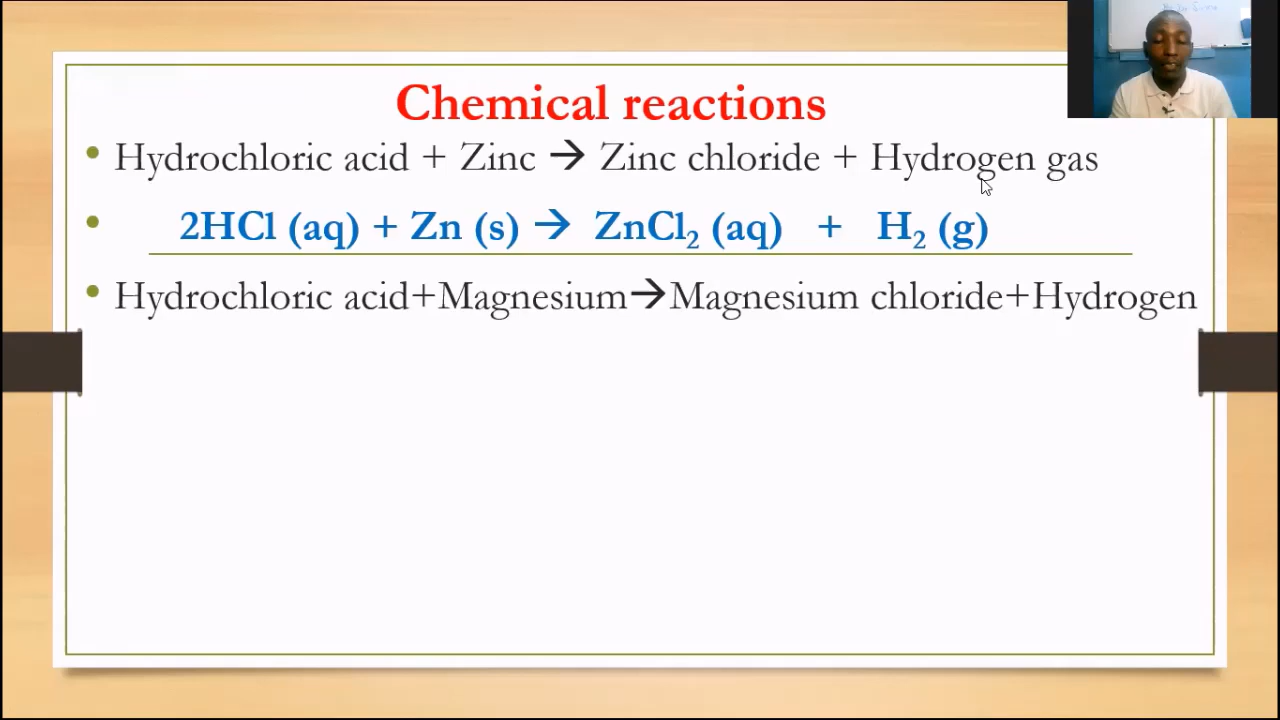 Chemical reactions
• Hydrochloric acid + Zinc → Zinc chloride + Hydrogen gas
• 2HCl (aq) + Zn (s) → ZnCl₂ (aq) + H₂ (g)
• Hydrochloric acid+Magnesium→Magnesium chloride+Hydrogen